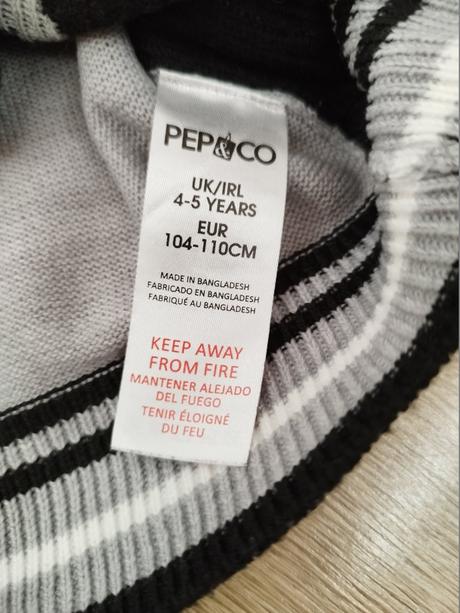 PEP&CO
UK/IRL
4-5 YEARS
EUR
104-110CM
MADE IN BANGLADESH
FABRICADO EN BANGLADESH
FABRIQUÉ AU BANGLADESH
KEEP AWAY
FROM FIRE
MANTENER ALEJADO
DEL FUEGO
TENIR ÉLOIGNÉ
DU FEU